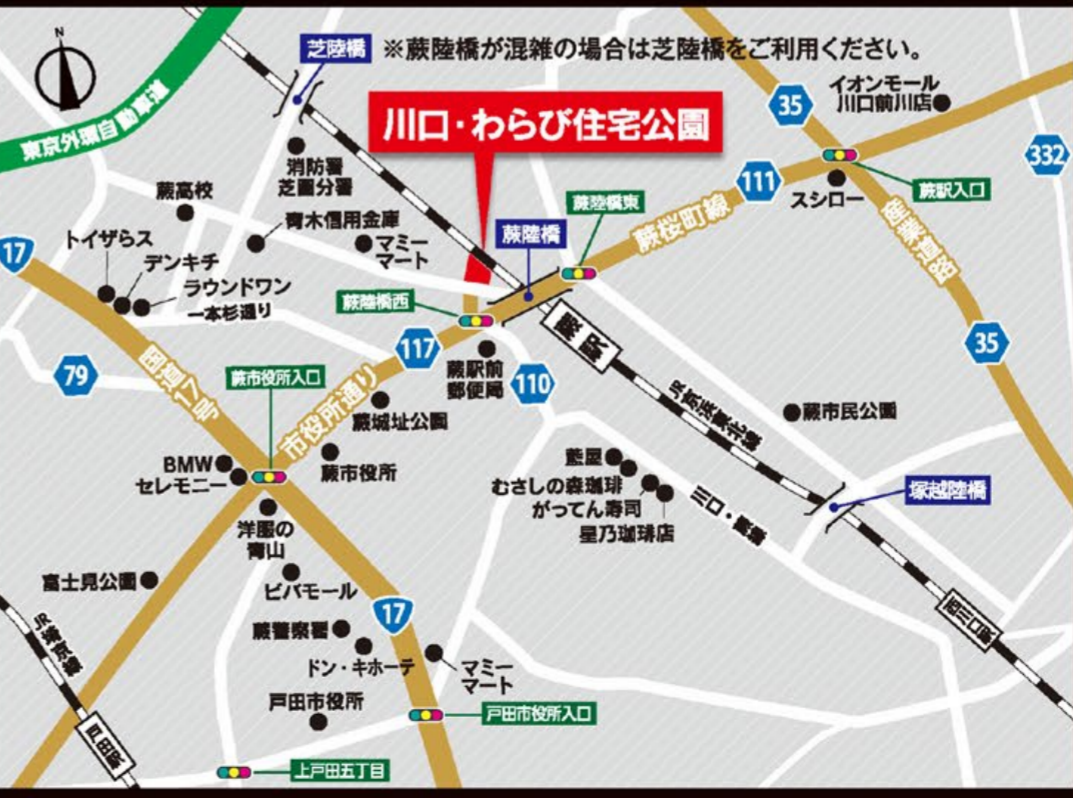 N
芝陸橋
※蕨陸橋が混雑の場合は芝陸橋をご利用ください。
東京外環自動車道
川口・わらび住宅公園
35
イオンモール
川口前川店
332
消防署
芝園分署
111
蕨駅入口
スシロー
蕨高校
蕨陸橋東
蕨桜町線
産業道路
青木信用金庫
蕨陸橋
マミー
マート
17
トイザらス
デンキチ
ラウンドワン
一本杉通り
蕨陸橋西
蕨駅
117
35
79
国道17号
蕨市役所入口
市役所通り
蕨駅前
郵便局
110
JR京浜東北線
蕨城址公園
蕨市民公園
BMW
セレモニー
蕨市役所
藍屋
むさしの森珈琲
がってん寿司
星乃珈琲店
川口・蕨線
塚越陸橋
洋服の
青山
富士見公園
ビバモール
17
西川口駅
JR埼京線
蕨警察署
ドン・キホーテ
マミー
マート
戸田市役所
戸田市役所入口
戸田駅
上戸田五丁目